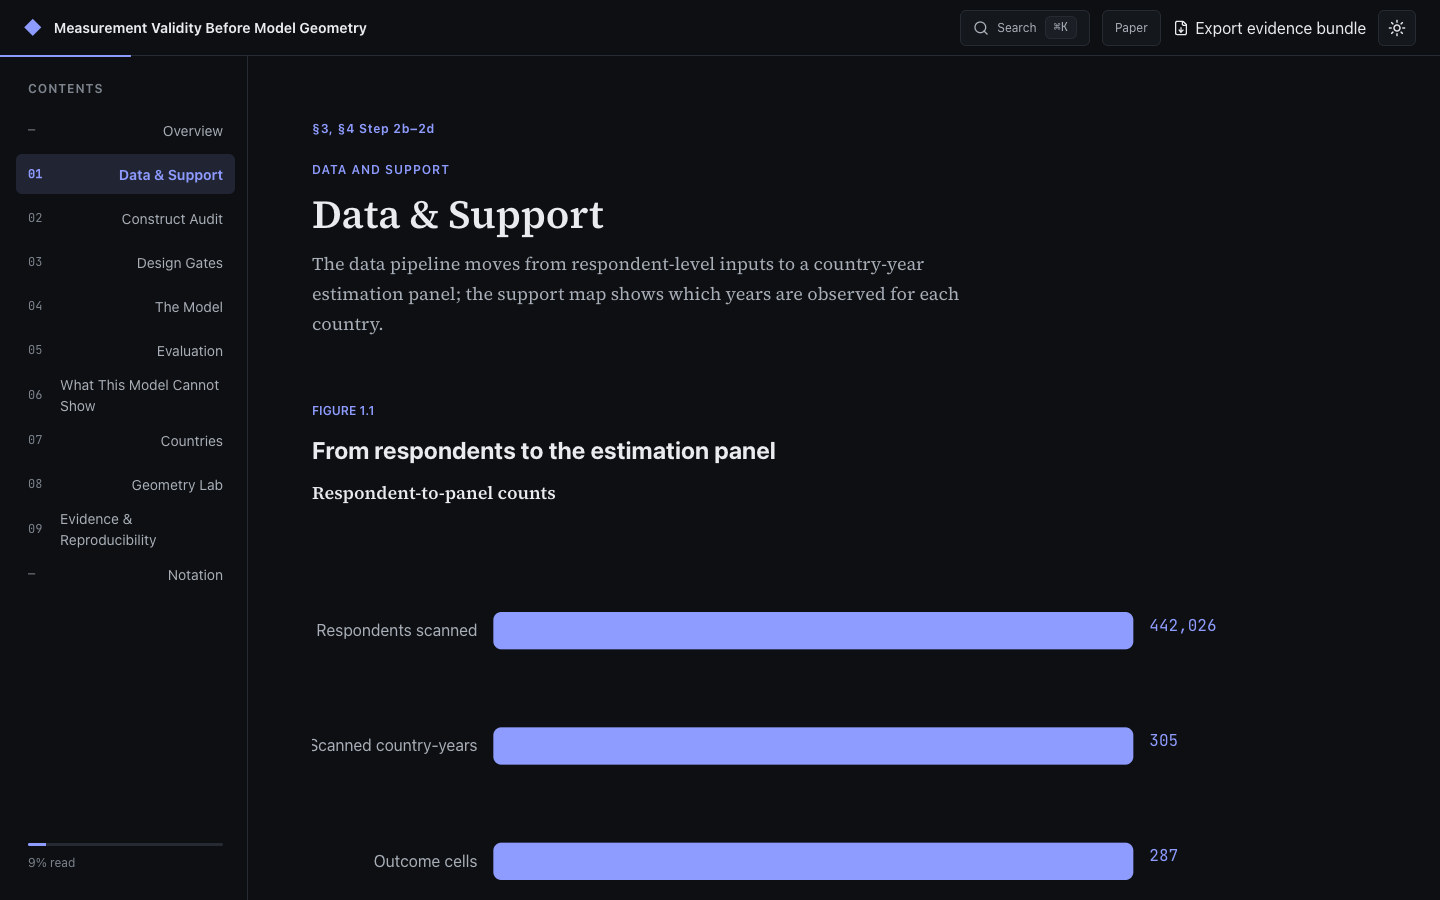 Measurement Validity Before Model Geometry
Search ⌘K
Paper
Export evidence bundle
CONTENTS
— Overview
01 Data & Support
02 Construct Audit
03 Design Gates
04 The Model
05 Evaluation
06 What This Model Cannot
Show
07 Countries
08 Geometry Lab
09 Evidence &
Reproducibility
— Notation
9% read
§3, §4 Step 2b–2d
DATA AND SUPPORT
Data & Support
The data pipeline moves from respondent-level inputs to a country-year
estimation panel; the support map shows which years are observed for each
country.
FIGURE 1.1
From respondents to the estimation panel
Respondent-to-panel counts
Respondents scanned 442,026
Scanned country-years 305
Outcome cells 287